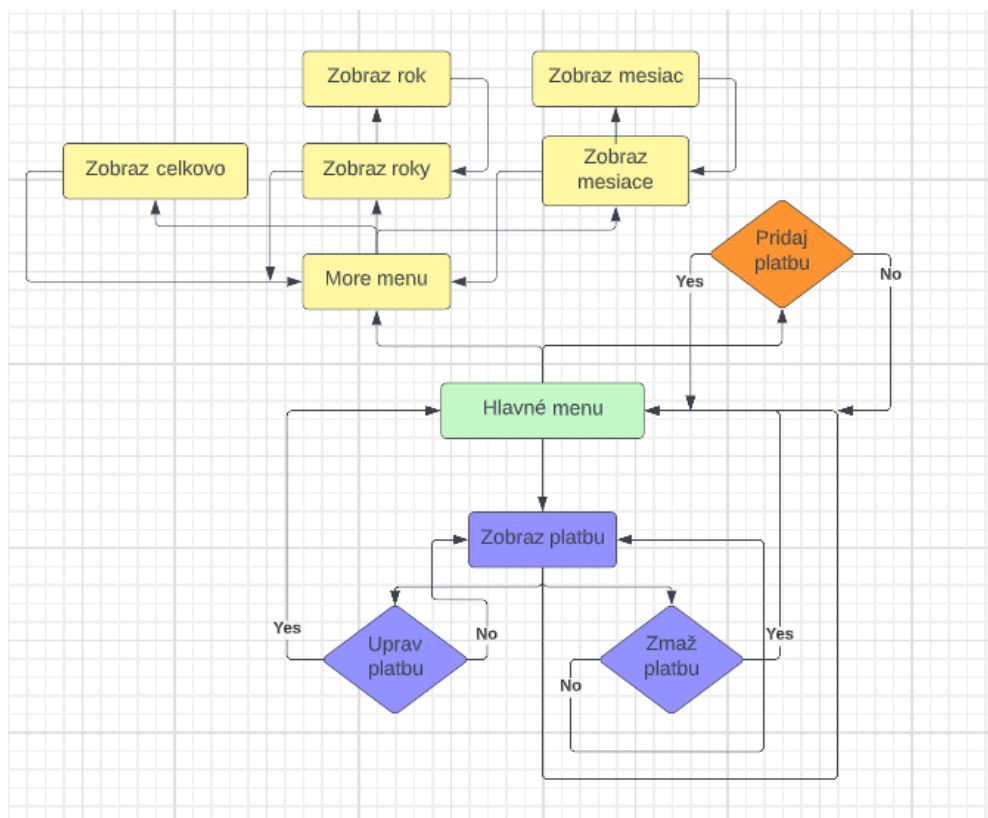 Zobraz rok
Zobraz mesiac
Zobraz celkovo
Zobraz roky
Zobraz
mesiace
Pridaj
platbu
Yes
No
More menu
Hlavné menu
Zobraz platbu
Yes
Uprav
platbu
No
Zmaž
platbu
Yes
No